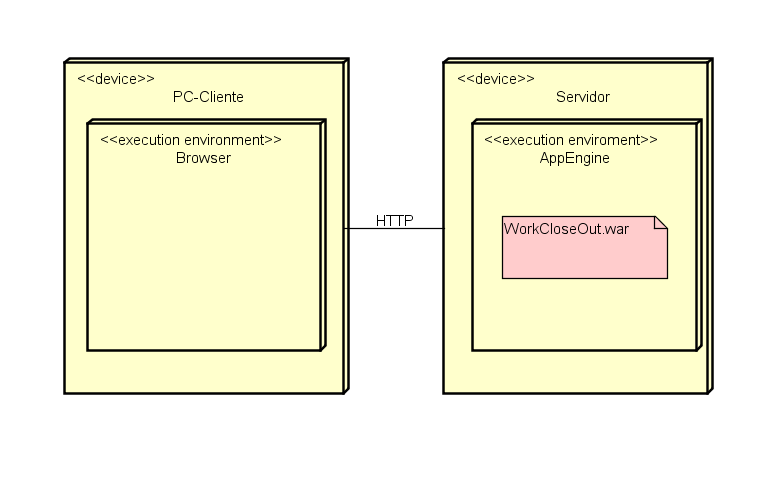 <<device>>
PC-Cliente
<<execution environment>>
Browser
HTTP
<<device>>
Servidor
<<execution enviroment>>
AppEngine
WorkCloseOut.war